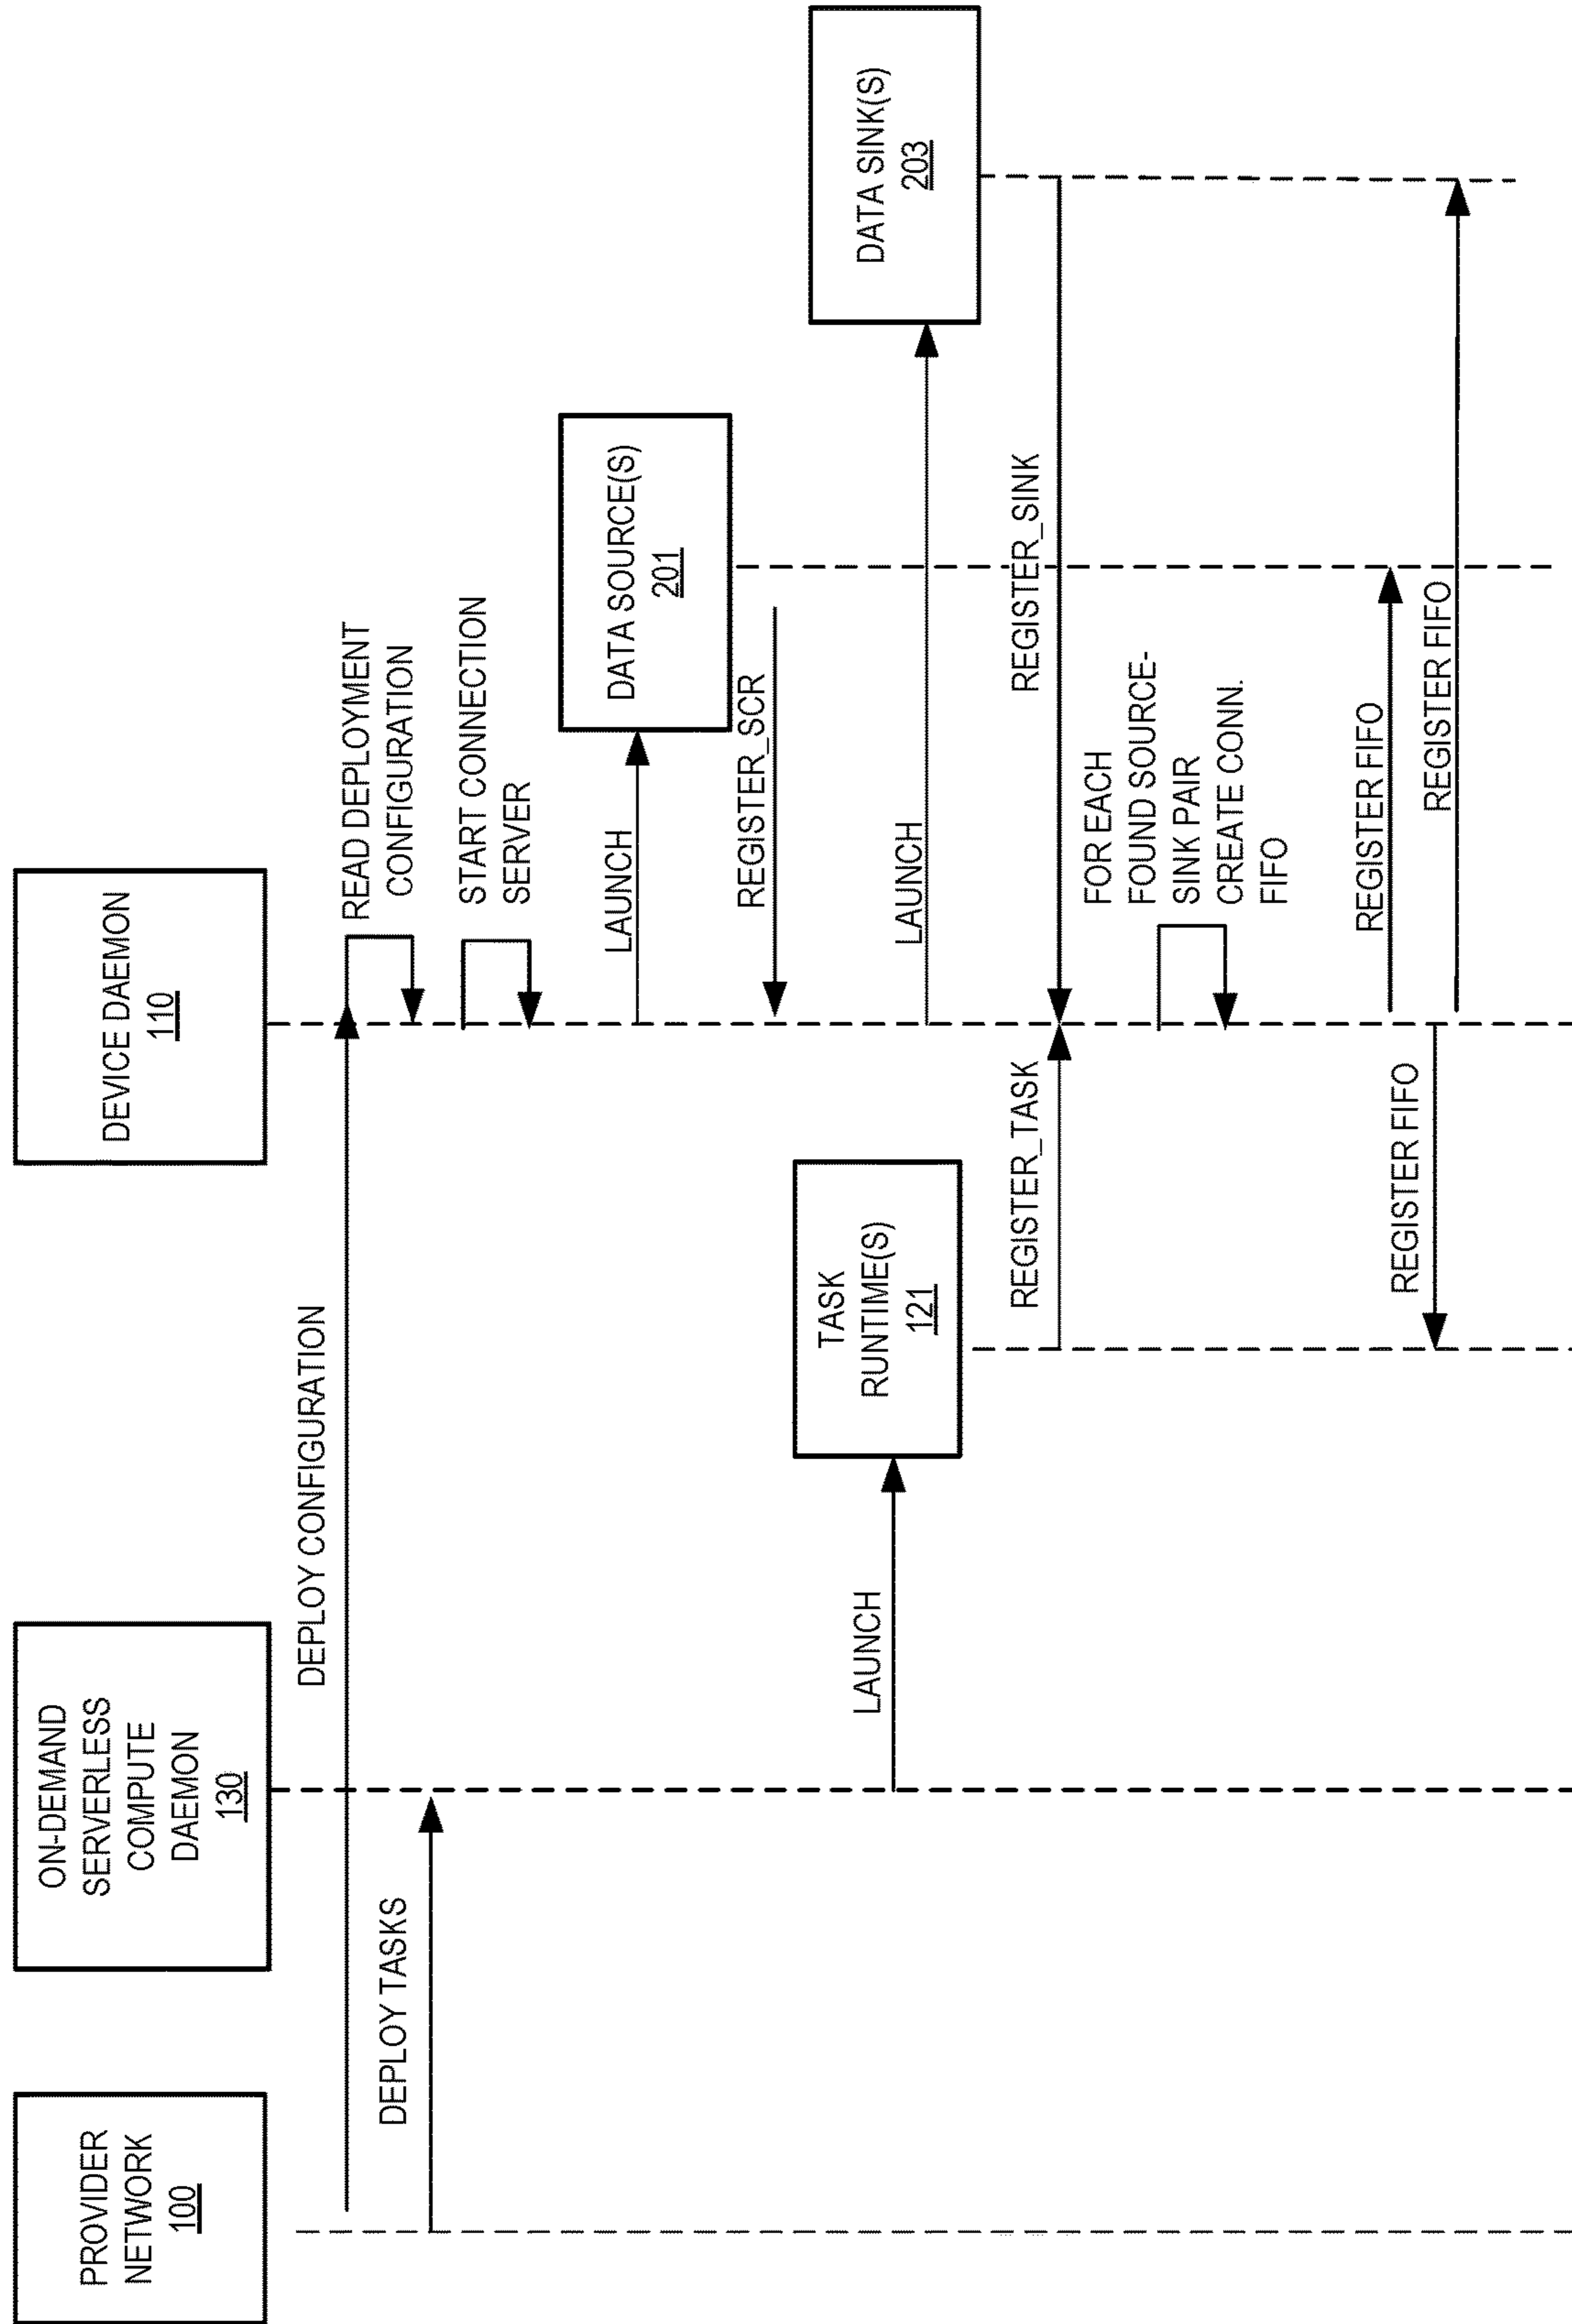 PROVIDER
NETWORK
100
ON-DEMAND
SERVERLESS
COMPUTE
DAEMON
130
DEVICE DAEMON
110
DEPLOY CONFIGURATION
READ DEPLOYMENT
CONFIGURATION
DEPLOY TASKS
START CONNECTION
SERVER
DATA SOURCE(S)
201
LAUNCH
REGISTER_SCR
TASK
RUNTIME(S)
121
DATA SINK(S)
203
LAUNCH
LAUNCH
REGISTER_TASK
REGISTER_SINK
FOR EACH
FOUND SOURCE-
SINK PAIR
CREATE CONN.
FIFO
REGISTER FIFO
REGISTER FIFO
REGISTER FIFO